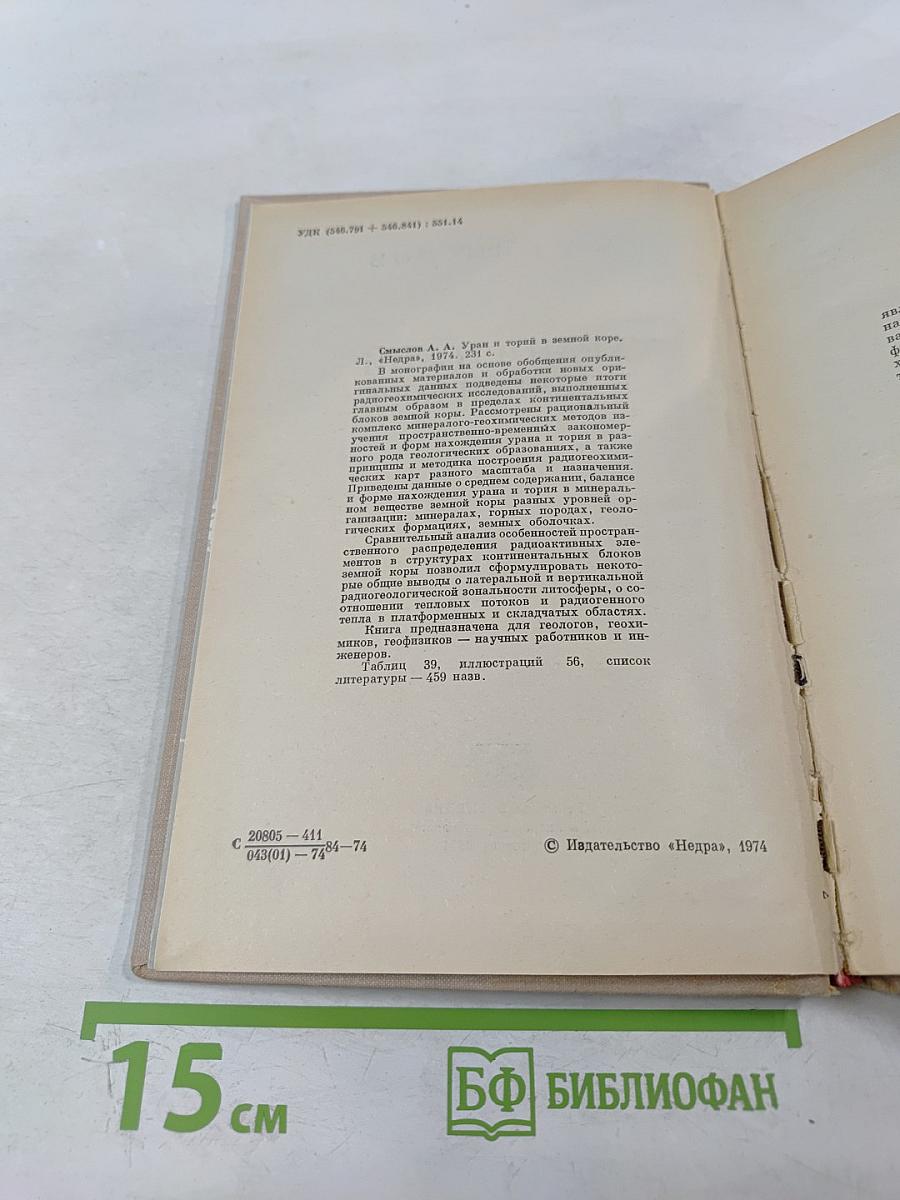 УДК (546.791 + 546.841) : 551.14
Смыслов А. А. Уран и торий в земной коре.
Л., «Недра», 1974. 231 с.
В монографии на основе обобщения опубли-
кованных материалов и обработки новых ори-
гинальных данных подведены некоторые итоги
радиогеохимических исследований, выполненных
главным образом в пределах континентальных
блоков земной коры. Рассмотрены рациональный
комплекс минералого-геохимических методов из-
учения пространственно-временных закономер-
ностей и форм нахождения урана и тория в раз-
ного рода геологических образованиях, а также
принципы и методика построения радиогеохими-
ческих карт разного масштаба и назначения.
Приведены данные о среднем содержании, балансе
и форме нахождения урана и тория в минераль-
ном веществе земной коры разных уровней ор-
ганизации: минералах, горных породах, геоло-
гических формациях, земных оболочках.
Сравнительный анализ особенностей простран-
ственного распределения радиоактивных эле-
ментов в структурах континентальных блоков
земной коры позволил сформулировать некото-
рые общие выводы о латеральной и вертикальной
радиогеологической зональности литосферы, о со-
отношении тепловых потоков и радиогенного
тепла в платформенных и складчатых областях.
Книга предназначена для геологов, геохи-
миков, геофизиков — научных работников и ин-
женеров.
Таблиц 39, иллюстраций 56, список
литературы — 459 назв.
С 20805 — 411
043(01) — 74 84—74
© Издательство «Недра», 1974
яв
на
ва
ф
х
т
15 см
БФ БИБЛИОФАН